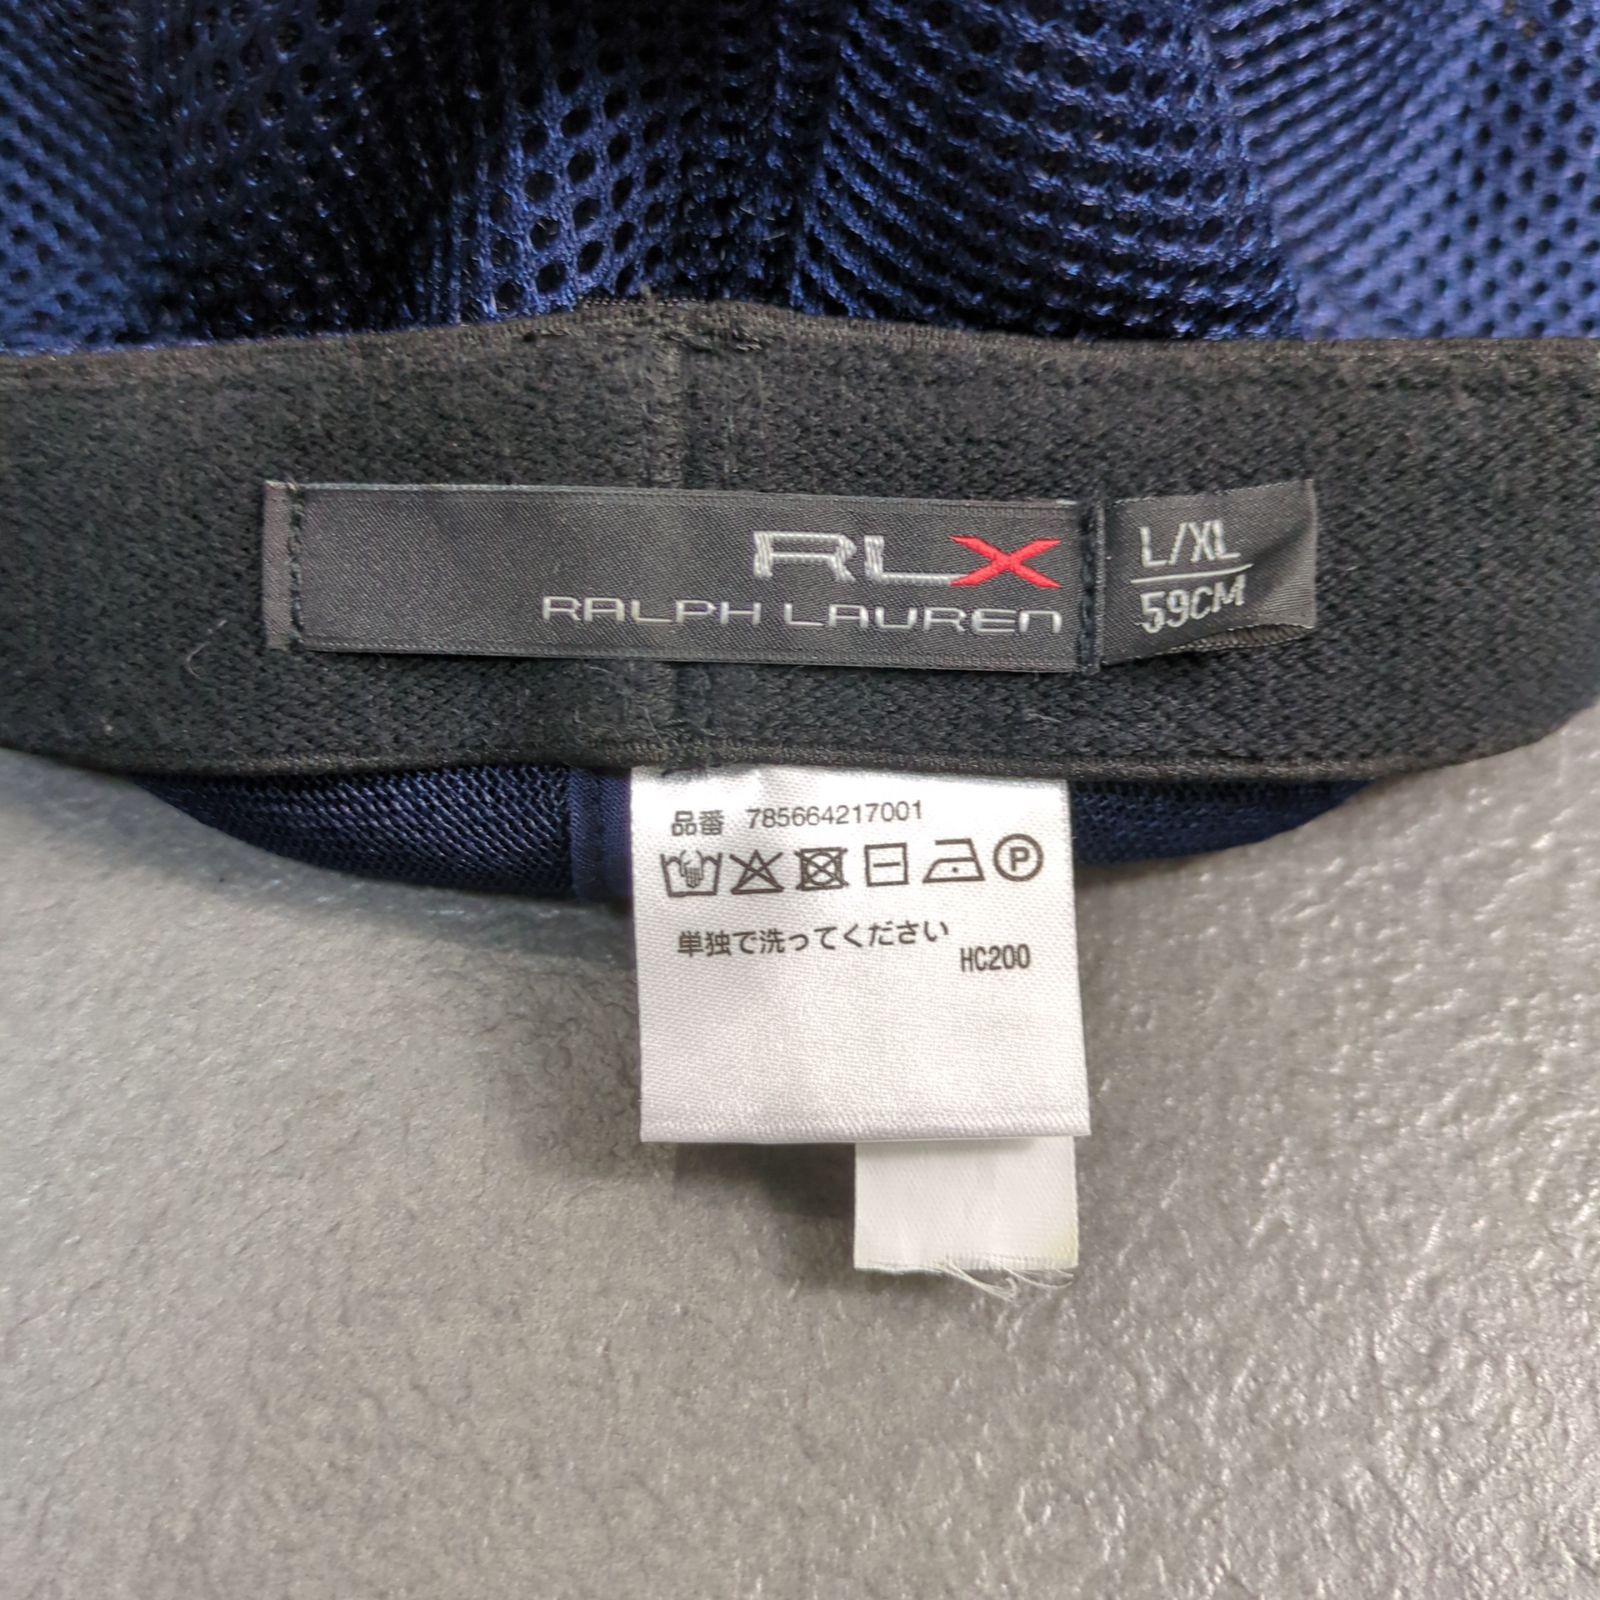 RLX
RALPH LAUREN
L/XL
59CM
品番 785664217001
P
単独で洗ってください
HC200